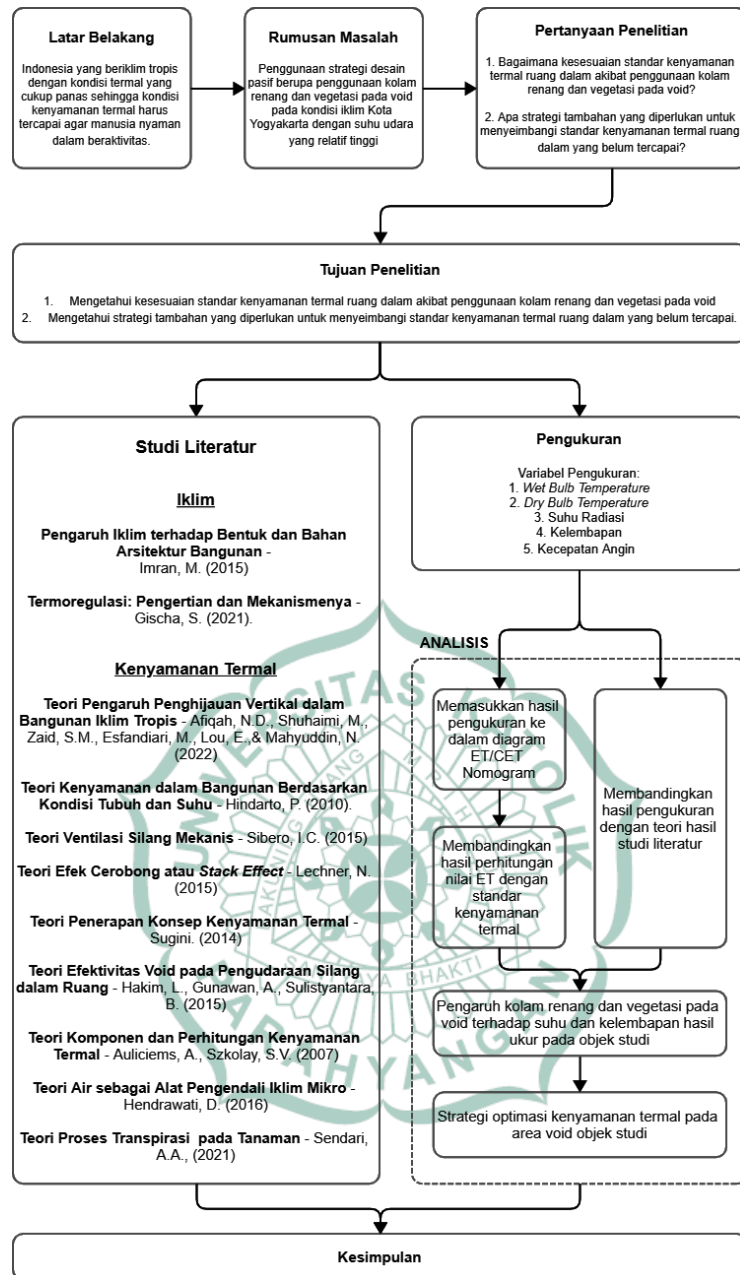 Latar Belakang
Indonesia yang beriklim tropis
dengan kondisi termal yang
cukup panas sehingga kondisi
kenyamanan termal harus
tercapai agar manusia nyaman
dalam beraktivitas.
Rumusan Masalah
Penggunaan strategi desain
pasif berupa penggunaan kolam
renang dan vegetasi pada void
pada kondisi iklim Kota
Yogyakarta dengan suhu udara
yang relatif tinggi
Pertanyaan Penelitian
1. Bagaimana kesesuaian standar kenyamanan
termal ruang dalam akibat penggunaan kolam
renang dan vegetasi pada void?
2. Apa strategi tambahan yang diperlukan untuk
menyeimbangi standar kenyamanan termal ruang
dalam yang belum tercapai?
Tujuan Penelitian
1. Mengetahui kesesuaian standar kenyamanan termal ruang dalam akibat penggunaan kolam renang dan vegetasi pada void
2. Mengetahui strategi tambahan yang diperlukan untuk menyeimbangi standar kenyamanan termal ruang dalam yang belum tercapai.
Studi Literatur
Iklim
Pengaruh Iklim terhadap Bentuk dan Bahan
Arsitektur Bangunan -
Imran, M. (2015)
Termoregulasi: Pengertian dan Mekanismenya -
Gischa, S. (2021).
Kenyamanan Termal
Teori Pengaruh Penghijauan Vertikal dalam
Bangunan Iklim Tropis - Afiqah, N.D., Shuhaimi, M.,
Zaid, S.M., Esfandiari, M., Lou, E.,& Mahyuddin, N.
(2022)
Teori Kenyamanan dalam Bangunan Berdasarkan
Kondisi Tubuh dan Suhu - Hindarto, P. (2010).
Teori Ventilasi Silang Mekanis - Sibero, I.C. (2015)
Teori Efek Cerobong atau Stack Effect - Lechner, N.
(2015)
Teori Penerapan Konsep Kenyamanan Termal -
Sugini. (2014)
Teori Efektivitas Void pada Pengudaraan Silang
dalam Ruang - Hakim, L., Gunawan, A., Sulistyantara,
B. (2015)
Teori Komponen dan Perhitungan Kenyamanan
Termal - Auliciems, A., Szkolay, S.V. (2007)
Teori Air sebagai Alat Pengendali Iklim Mikro -
Hendrawati, D. (2016)
Teori Proses Transpirasi pada Tanaman - Sendari,
A.A., (2021)
Pengukuran
Variabel Pengukuran:
1. Wet Bulb Temperature
2. Dry Bulb Temperature
3. Suhu Radiasi
4. Kelembapan
5. Kecepatan Angin
ANALISIS
Memasukkan hasil
pengukuran ke
dalam diagram
ET/CET
Nomogram
Membandingkan
hasil perhitungan
nilai ET dengan
standar
kenyamanan
termal
Membandingkan
hasil pengukuran
dengan teori hasil
studi literatur
Pengaruh kolam renang dan vegetasi pada
void terhadap suhu dan kelembapan hasil
ukur pada objek studi
Strategi optimasi kenyamanan termal pada
area void objek studi
Kesimpulan
UNIVERSITAS KATOLIK
PARAHYANGAN
BHAKTI